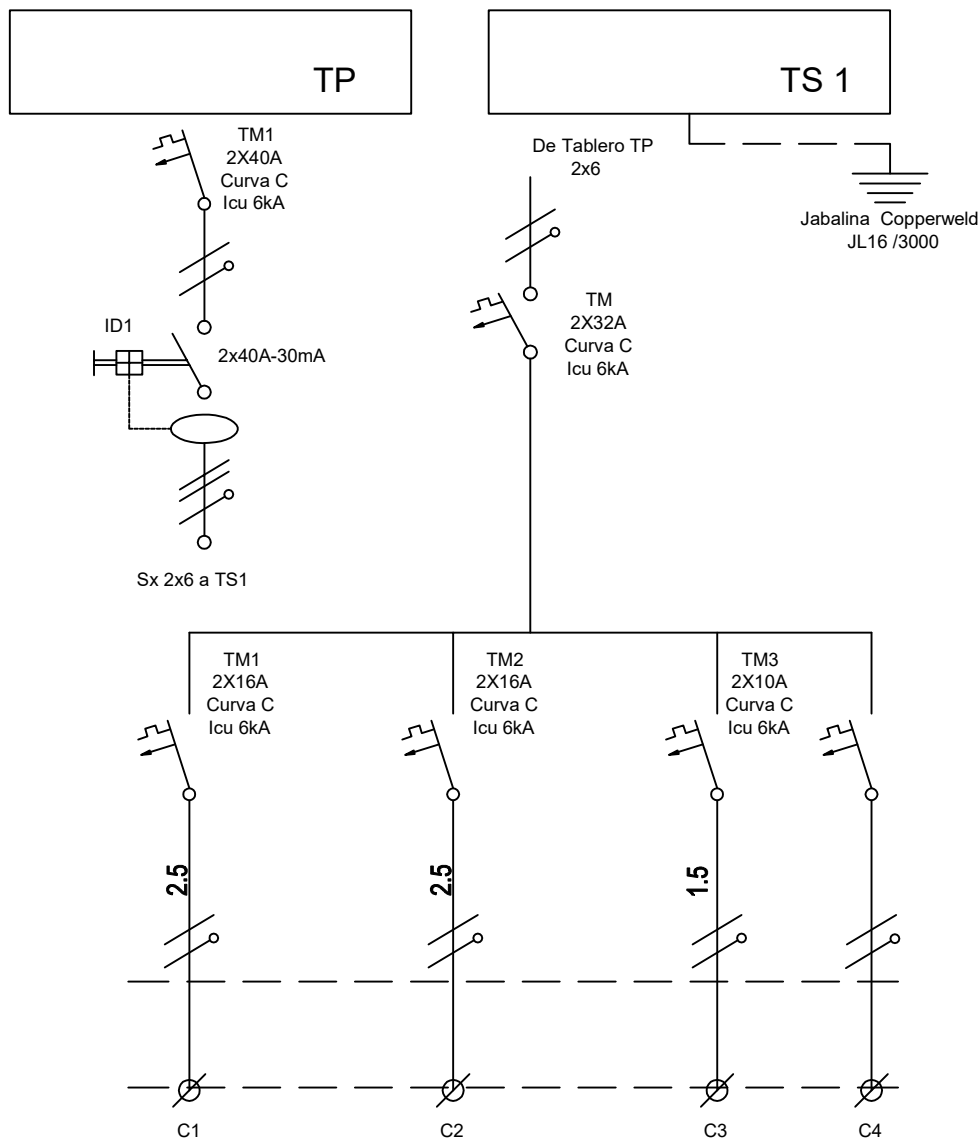 TP
TS 1
TM1
2X40A
Curva C
Icu 6kA
ID1
2x40A-30mA
Sx 2x6 a TS1
De Tablero TP
2x6
Jabalina Copperweld
JL16 /3000
TM
2X32A
Curva C
Icu 6kA
TM1
2X16A
Curva C
Icu 6kA
TM2
2X16A
Curva C
Icu 6kA
TM3
2X10A
Curva C
Icu 6kA
2.5
2.5
1.5
C1
C2
C3
C4